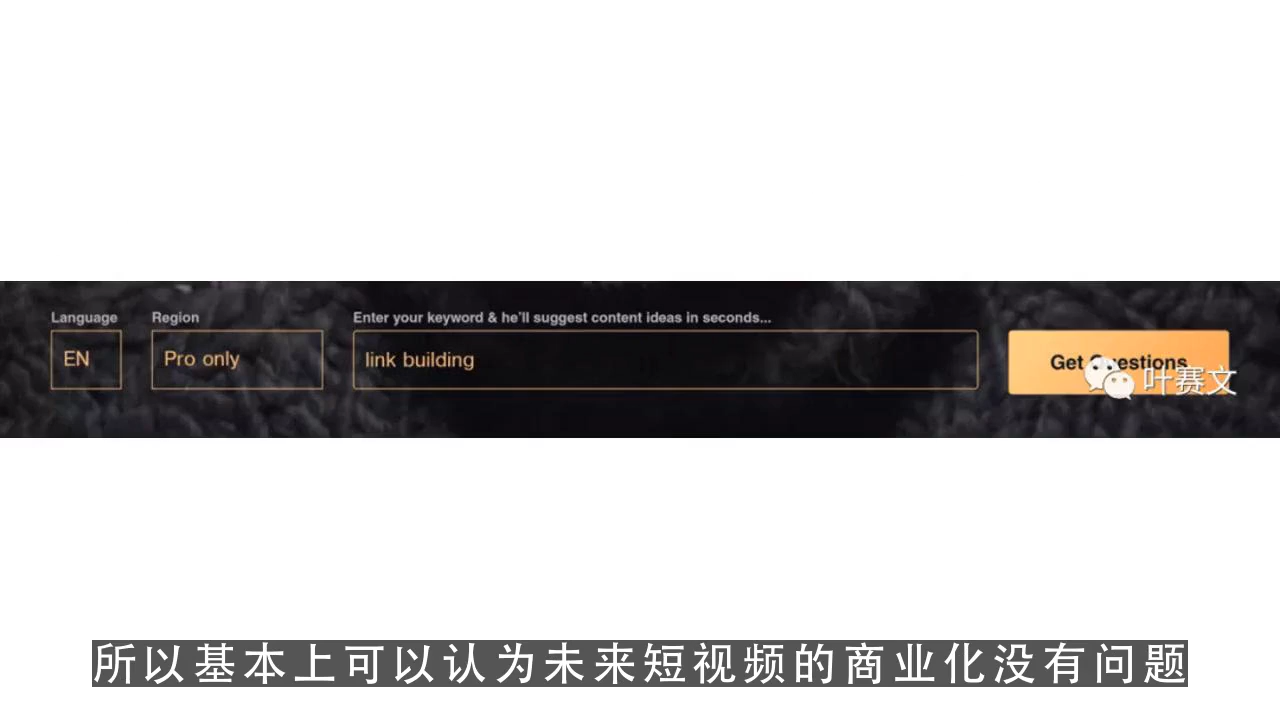 Language
Region
Enter your keyword & he'll suggest content ideas in seconds...
EN
Pro only
link building
Get Questions
叶赛文
所以基本上可以认为未来短视频的商业化没有问题